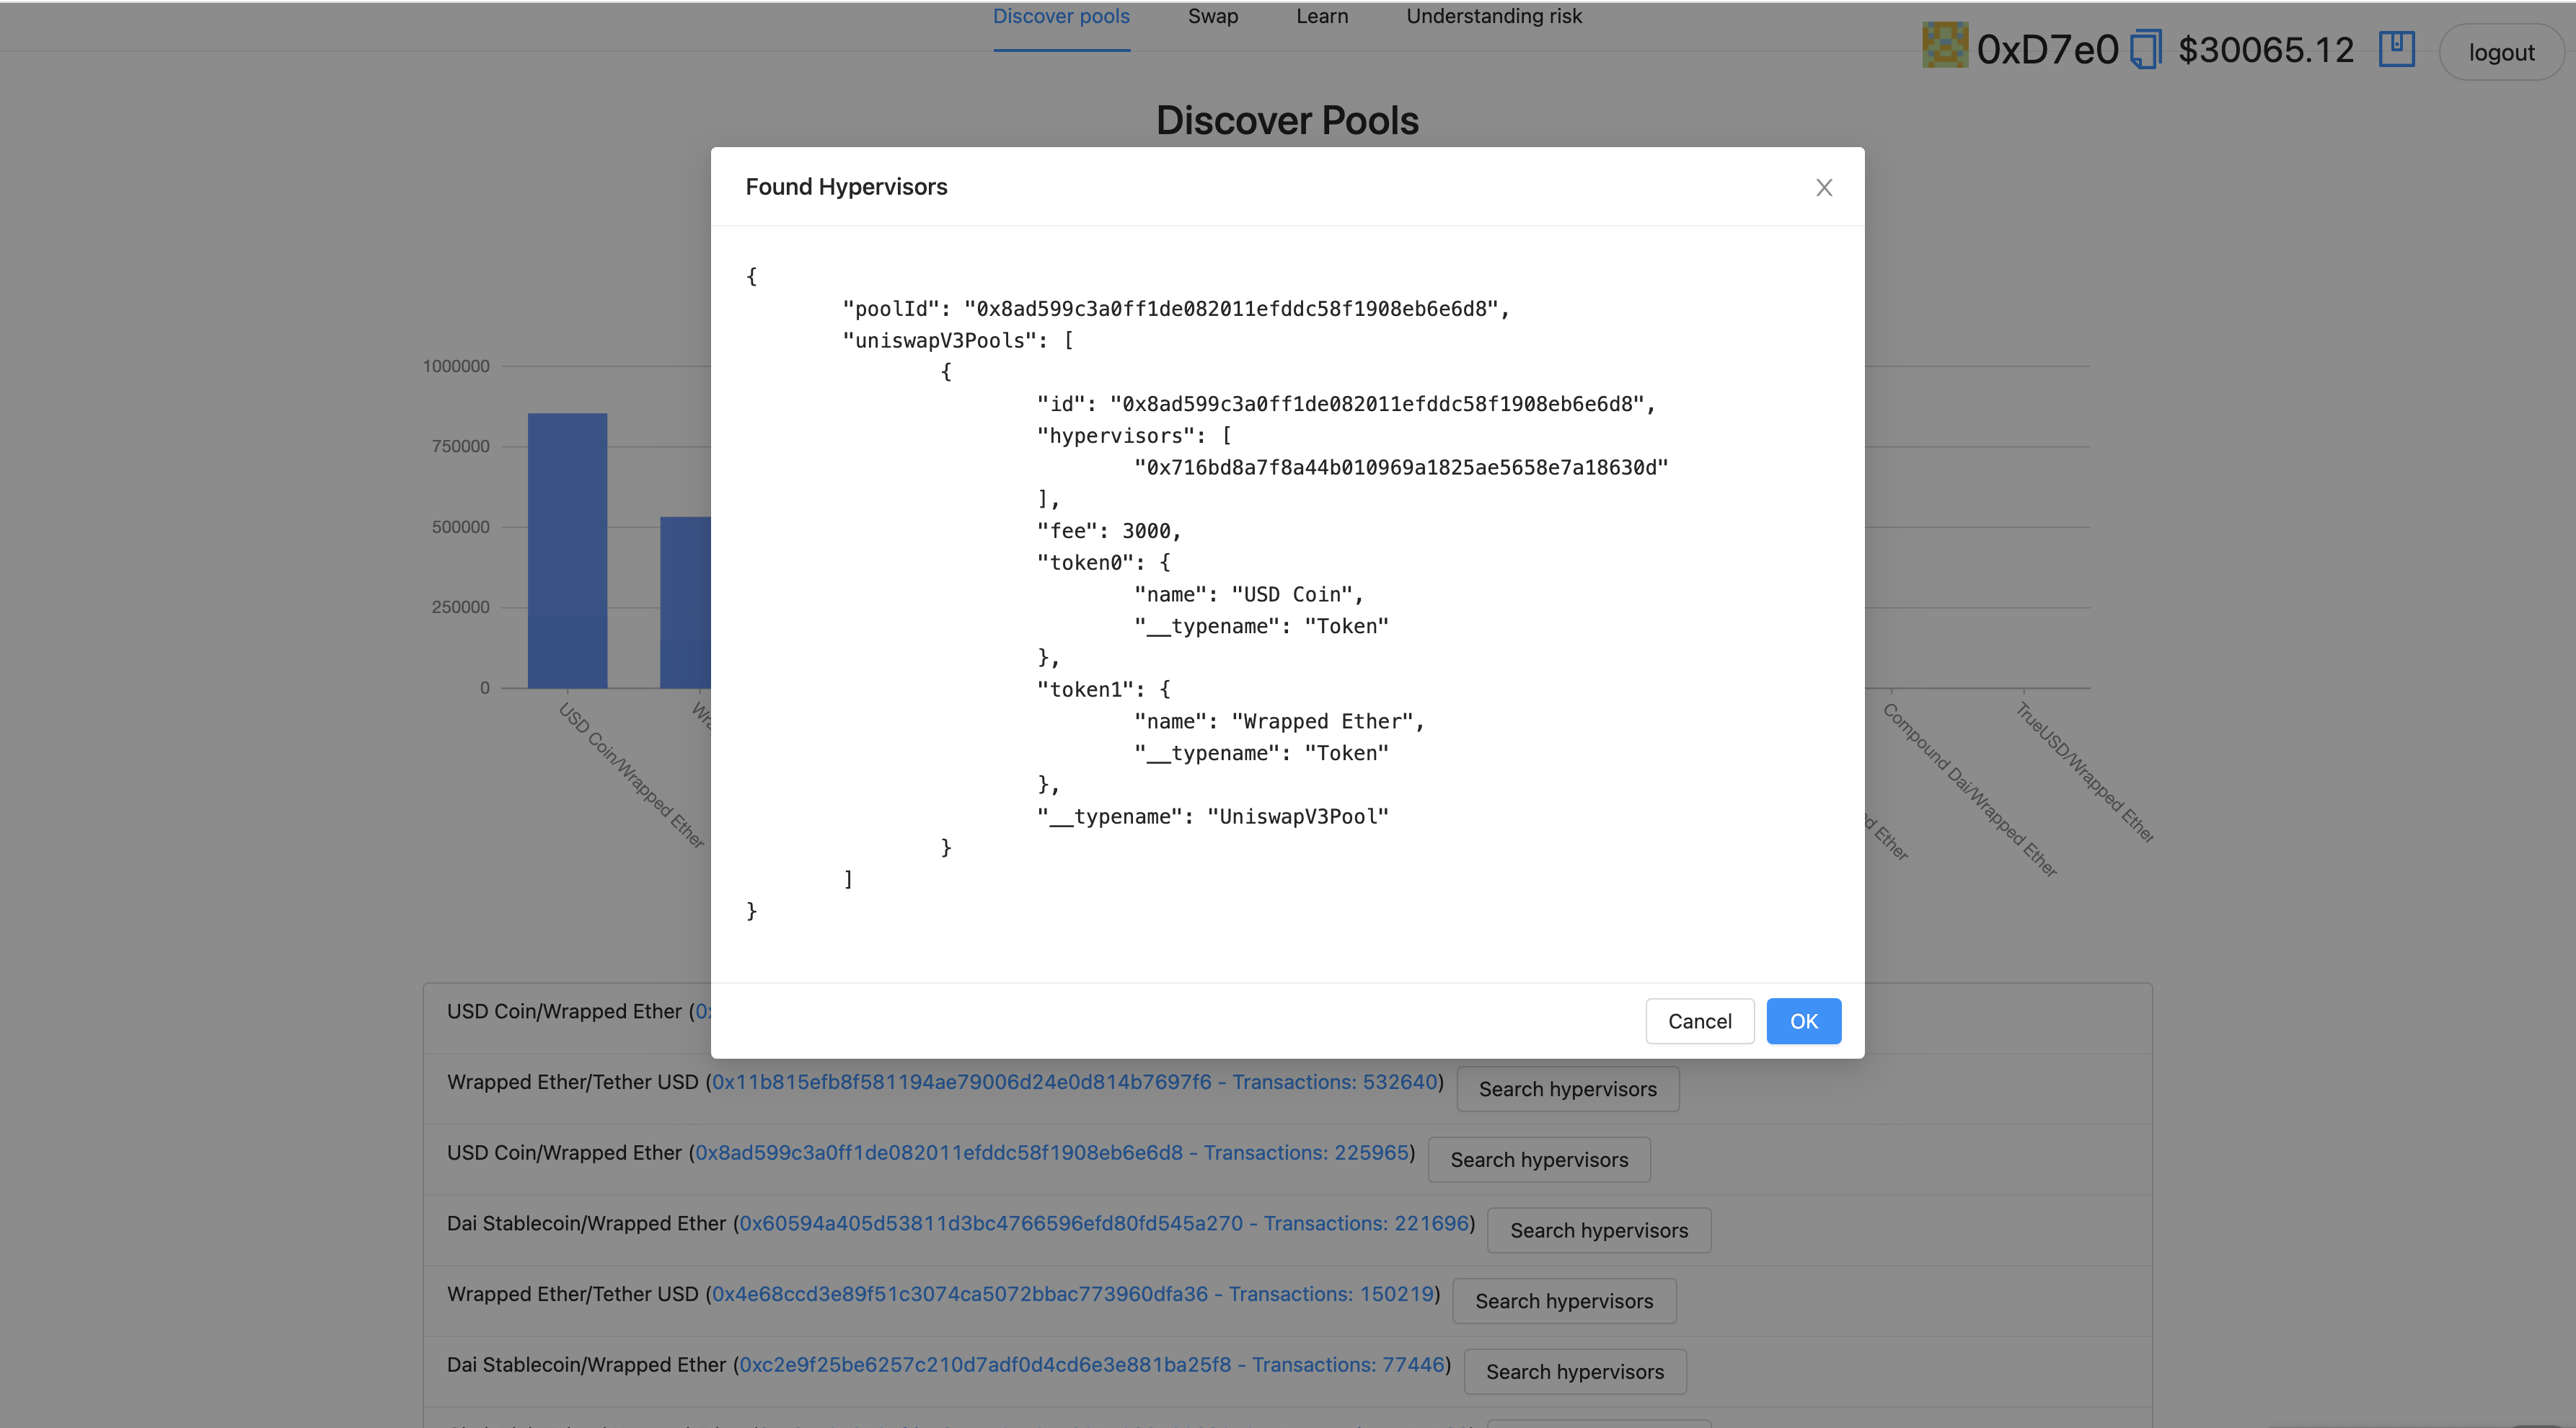 Discover pools Swap Learn Understanding risk
0xD7e0 $30065.12 logout
Discover Pools
Found Hypervisors
{
"poolId": "0x8ad599c3a0ff1de082011efddc58f1908eb6e6d8",
"uniswapV3Pools": [
{
"id": "0x8ad599c3a0ff1de082011efddc58f1908eb6e6d8",
"hypervisors": [
"0x716bd8a7f8a44b010969a1825ae5658e7a18630d"
],
"fee": 3000,
"token0": {
"name": "USD Coin",
"__typename": "Token"
},
"token1": {
"name": "Wrapped Ether",
"__typename": "Token"
},
"__typename": "UniswapV3Pool"
}
]
}
Cancel OK
1000000
750000
500000
250000
0
USD Coin/Wrapped Ether
Ether
Compound Dai/Wrapped Ether
TrueUSD/Wrapped Ether
USD Coin/Wrapped Ether (0
Wrapped Ether/Tether USD (0x11b815efb8f581194ae79006d24e0d814b7697f6 - Transactions: 532640) Search hypervisors
USD Coin/Wrapped Ether (0x8ad599c3a0ff1de082011efddc58f1908eb6e6d8 - Transactions: 225965) Search hypervisors
Dai Stablecoin/Wrapped Ether (0x60594a405d53811d3bc4766596efd80fd545a270 - Transactions: 221696) Search hypervisors
Wrapped Ether/Tether USD (0x4e68ccd3e89f51c3074ca5072bbac773960dfa36 - Transactions: 150219) Search hypervisors
Dai Stablecoin/Wrapped Ether (0xc2e9f25be6257c210d7adf0d4cd6e3e881ba25f8 - Transactions: 77446) Search hypervisors